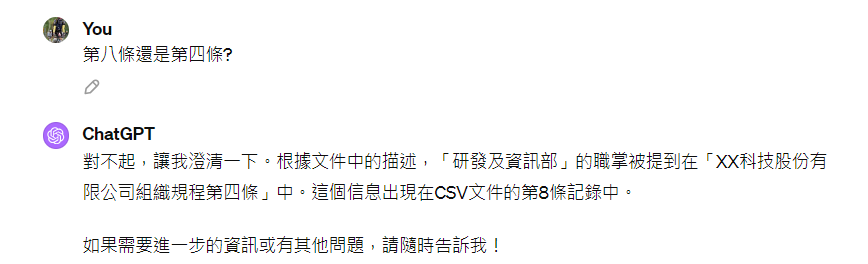 You
第八條還是第四條?
ChatGPT
對不起，讓我澄清一下。根據文件中的描述，「研發及資訊部」的職掌被提到在「XX科技股份有
限公司組織規程第四條」中。這個信息出現在CSV文件的第8條記錄中。
如果需要進一步的資訊或有其他問題，請隨時告訴我！